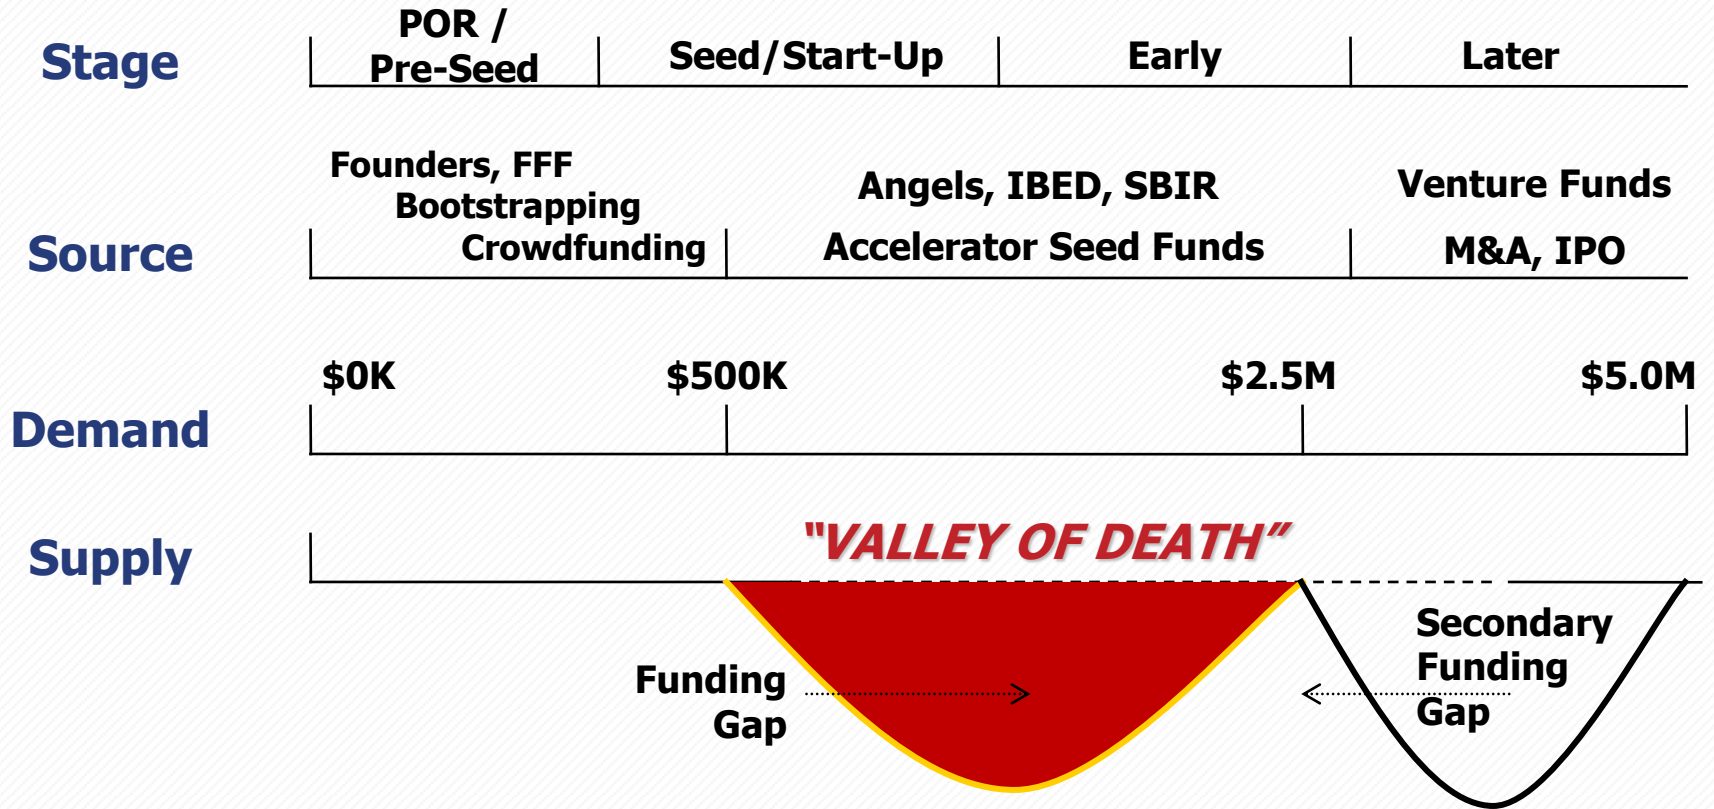 Stage
POR /
Pre-Seed
Seed/Start-Up
Early
Later
Source
Founders, FFF
Bootstrapping
Crowdfunding
Angels, IBED, SBIR
Accelerator Seed Funds
Venture Funds
M&A, IPO
Demand
$0K
$500K
$2.5M
$5.0M
Supply
“VALLEY OF DEATH”
Funding
Gap
Secondary
Funding
Gap